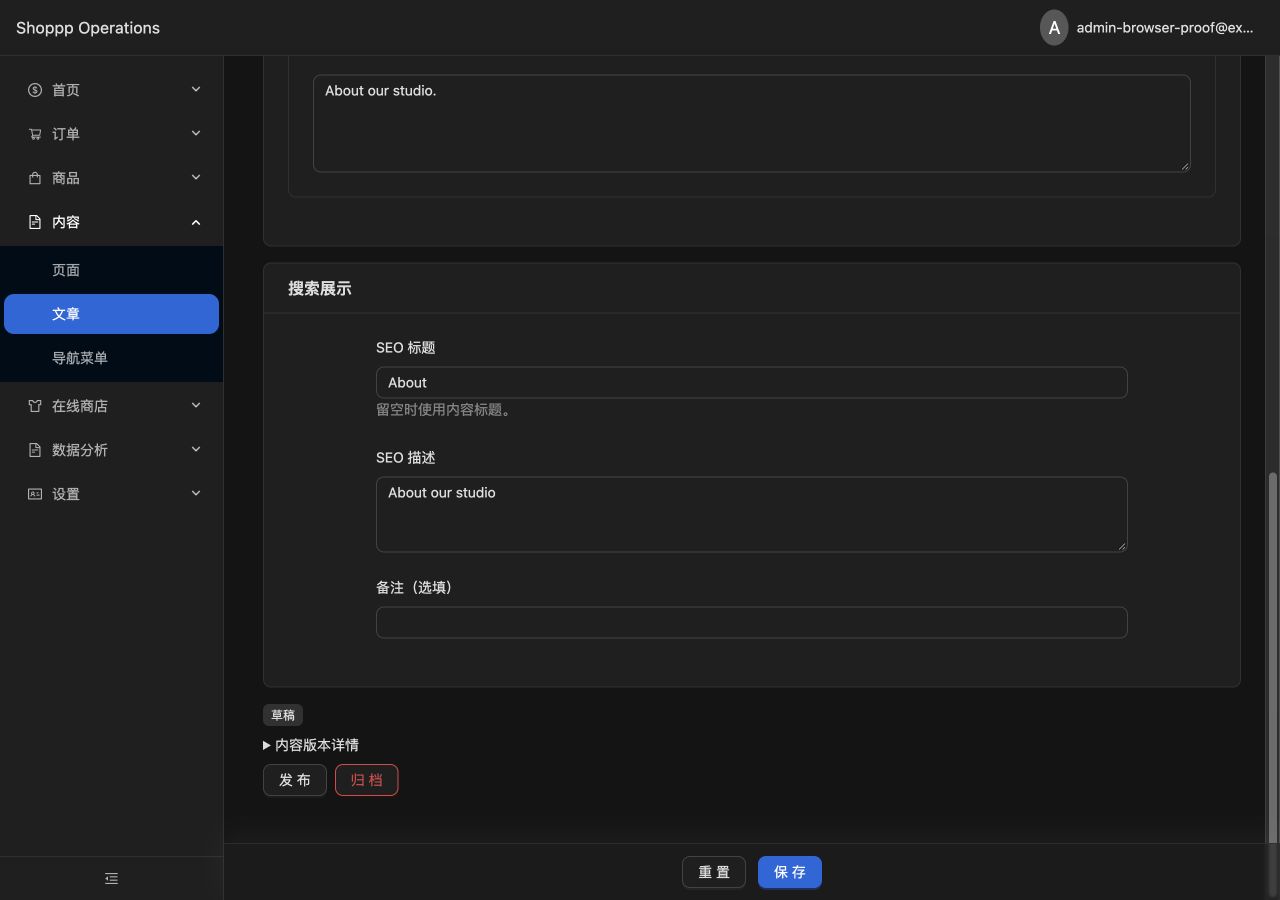 Shoppp Operations
A
admin-browser-proof@ex...
首页
订单
商品
内容
页面
文章
导航菜单
在线商店
数据分析
设置
About our studio.
搜索展示
SEO 标题
About
留空时使用内容标题。
SEO 描述
About our studio
备注（选填）
草稿
内容版本详情
发 布
归 档
重 置
保 存